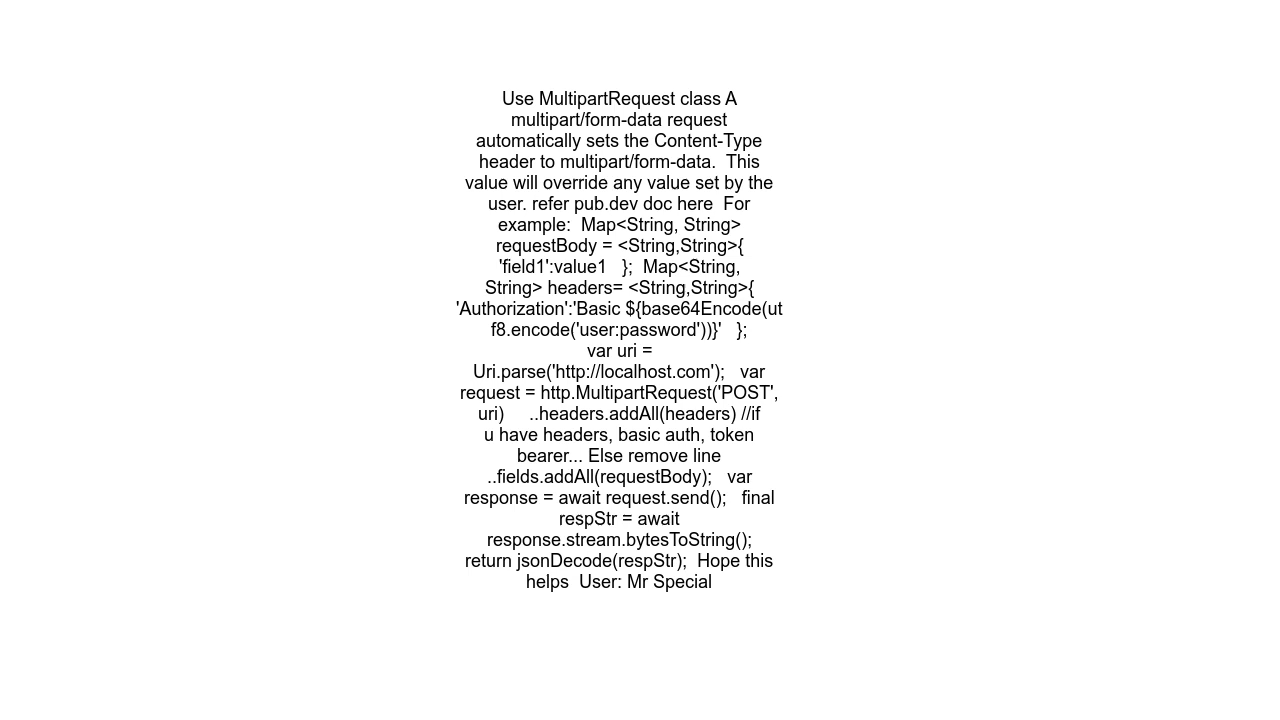 Use MultipartRequest class A
multipart/form-data request
automatically sets the Content-Type
header to multipart/form-data.  This
value will override any value set by the
user. refer pub.dev doc here  For
example:  Map<String, String>
requestBody = <String,String>{
'field1':value1   };  Map<String,
String> headers= <String,String>{
'Authorization':'Basic ${base64Encode(ut
f8.encode('user:password'))}'   };
var uri =
Uri.parse('http://localhost.com');   var
request = http.MultipartRequest('POST',
uri)     ..headers.addAll(headers) //if
u have headers, basic auth, token
bearer... Else remove line
..fields.addAll(requestBody);   var
response = await request.send();   final
respStr = await
response.stream.bytesToString();
return jsonDecode(respStr);  Hope this
helps  User: Mr Special